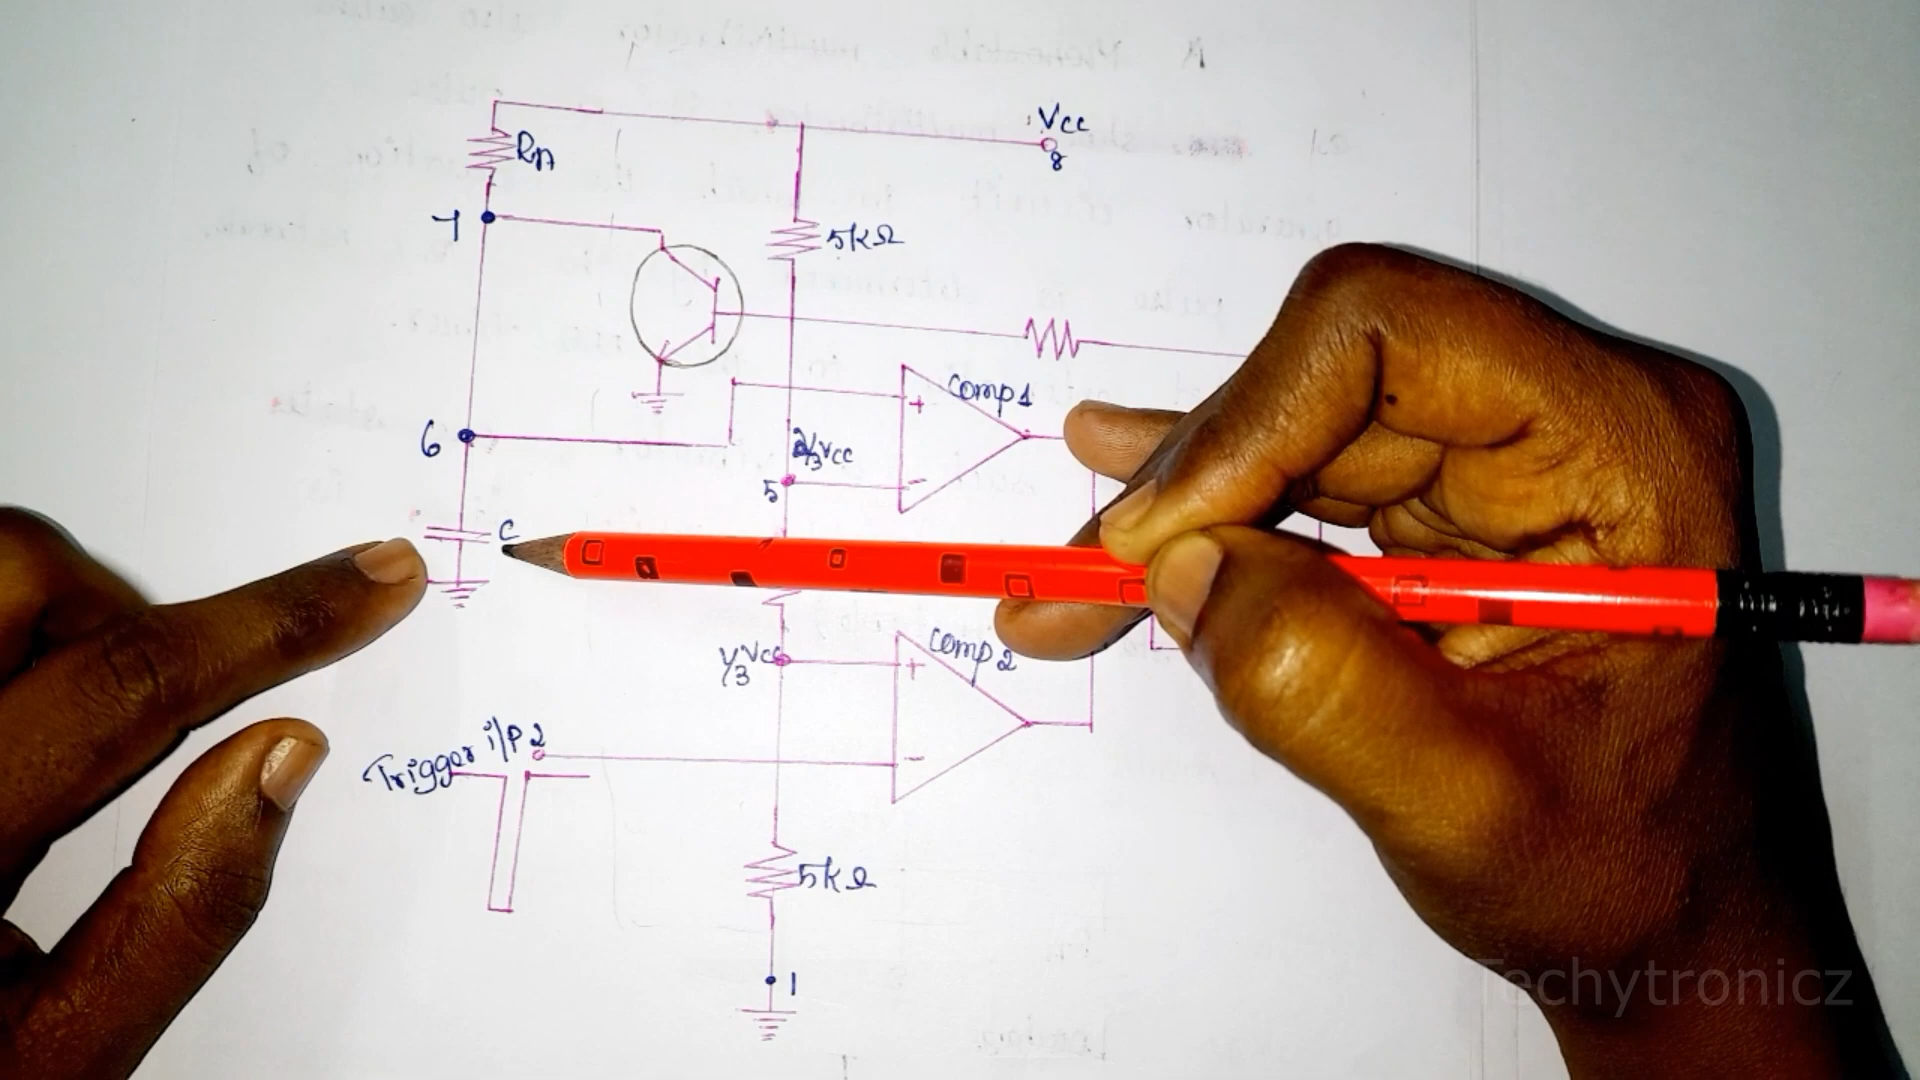 Vcc
8
RA
7
5kΩ
Comp1
+
6
2/3Vcc
5
-
C
Comp2
1/3Vcc
+
Trigger i/p 2
-
5kΩ
1
Techytronicz